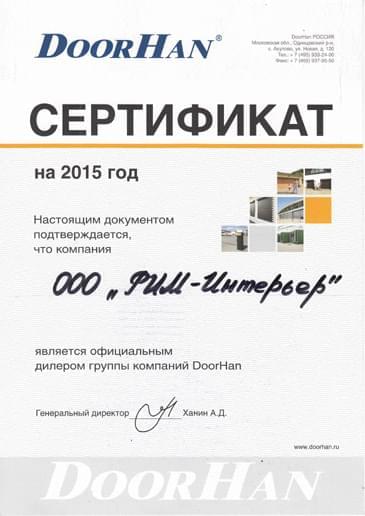 DOORHAN®
DoorHan РОССИЯ
Московская обл., Одинцовский р-н,
с. Акулово, ул. Новая, д. 120
Тел.: + 7 (495) 933-24-00
Факс: + 7 (495) 937-95-50
СЕРТИФИКАТ
на 2015 год
Настоящим документом
подтверждается,
что компания
ООО „РИМ-Интерьер"
является официальным
дилером группы компаний DoorHan
Генеральный директор Ханин А.Д.
www.doorhan.ru
DOORHAN